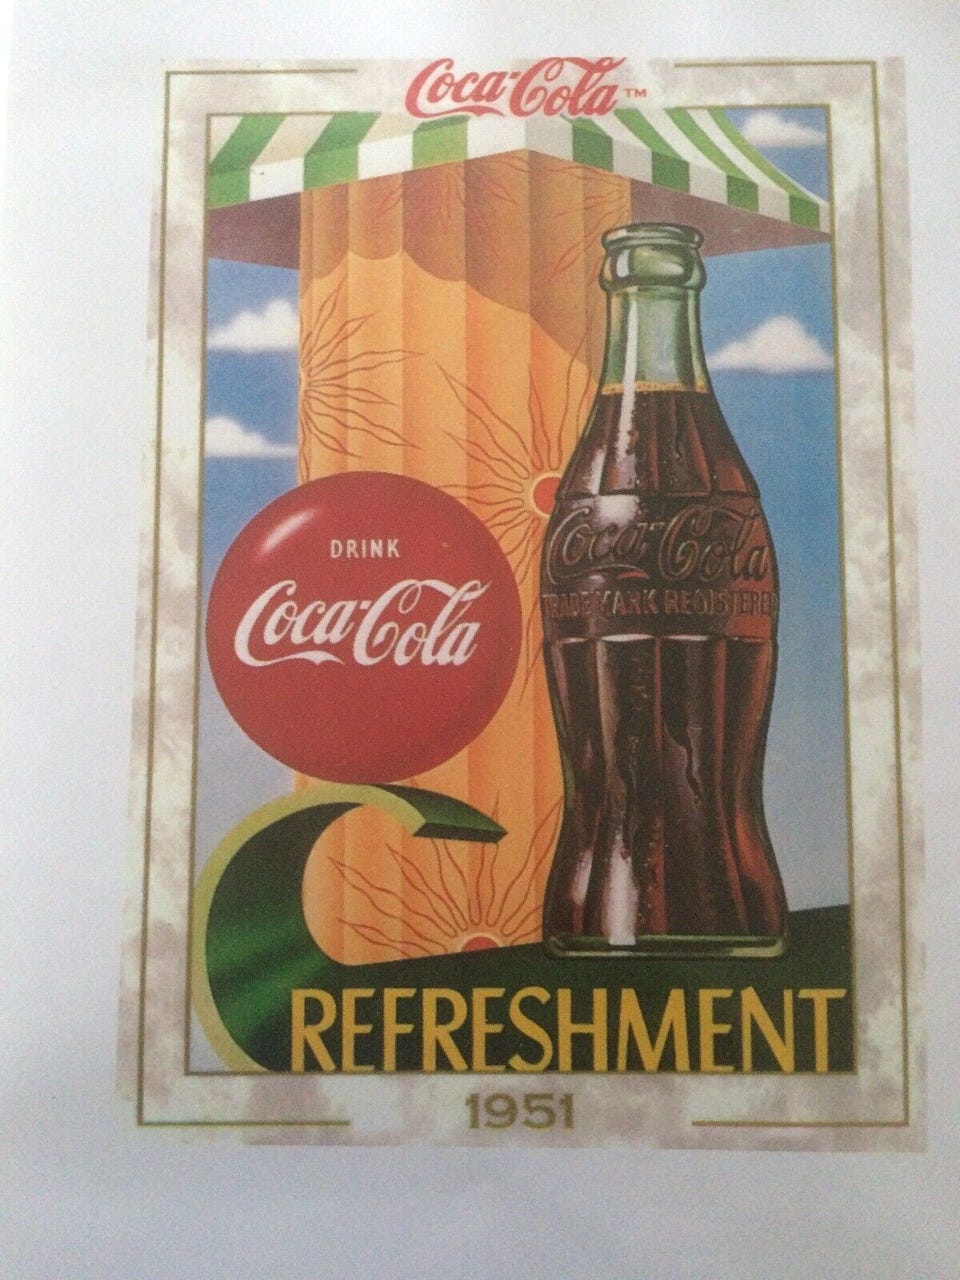 Coca-Cola™
DRINK
Coca-Cola
Coca-Cola
TRADE MARK REGISTERED
REFRESHMENT
1951